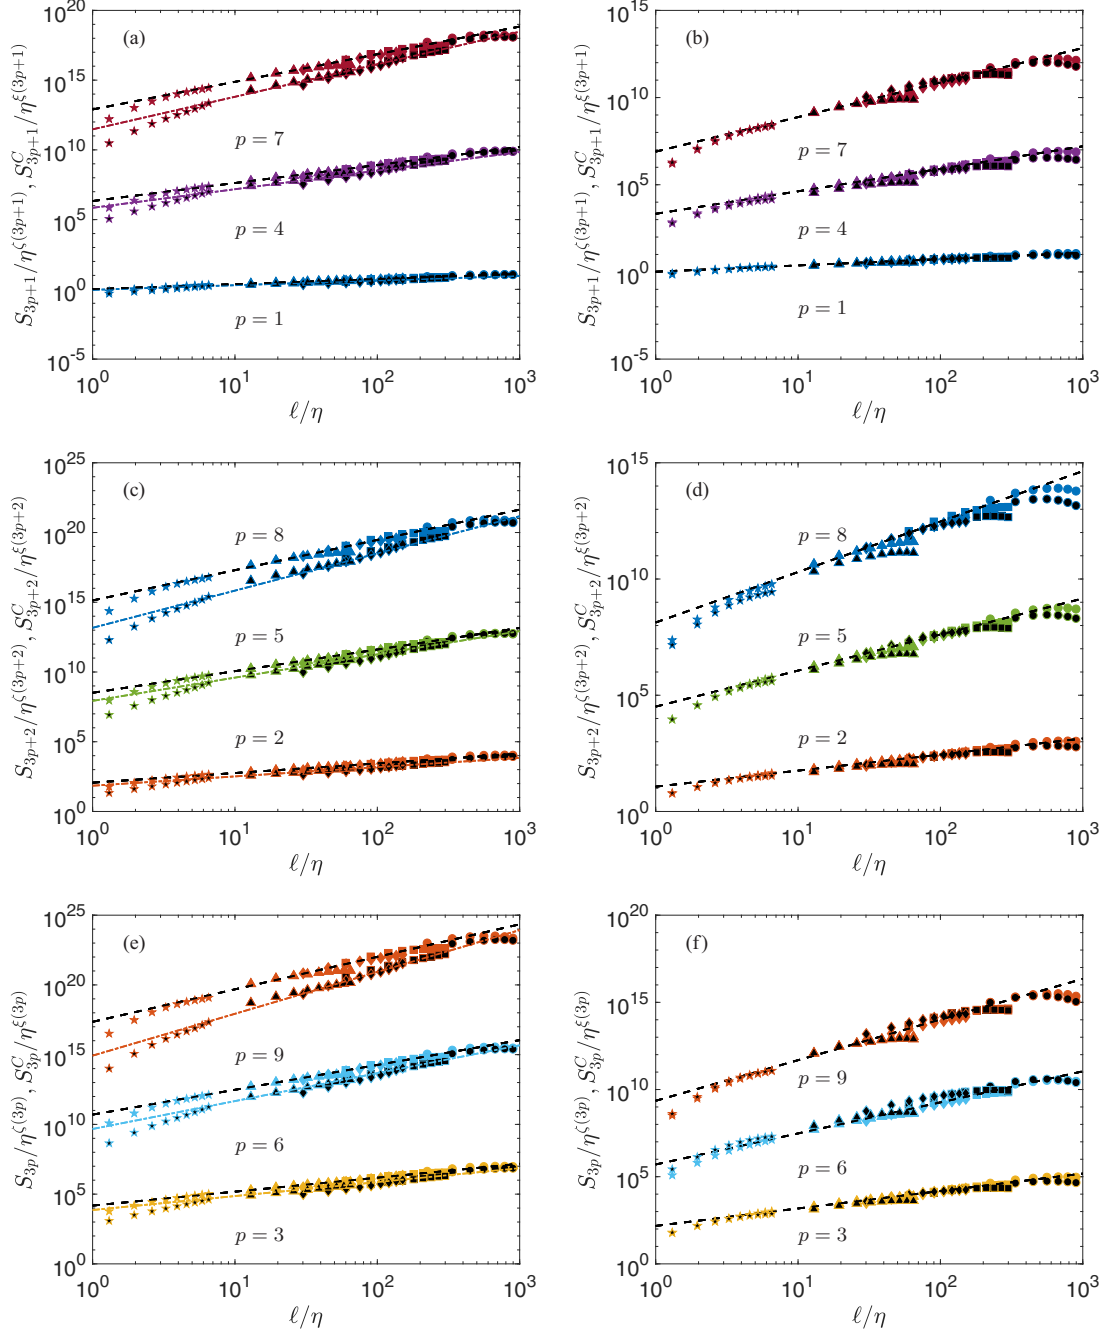 (a)
10^20
10^15
10^10
10^5
10^0
10^-5
p = 7
p = 4
p = 1
10^0 10^1 10^2 10^3
ℓ/η
S_{3p+1}/η^{ζ(3p+1)}, S^C_{3p+1}/η^{ξ(3p+1)}
(b)
10^15
10^10
10^5
10^0
10^-5
p = 7
p = 4
p = 1
10^0 10^1 10^2 10^3
ℓ/η
S_{3p+1}/η^{ζ(3p+1)}, S^C_{3p+1}/η^{ξ(3p+1)}
(c)
10^25
10^20
10^15
10^10
10^5
10^0
p = 8
p = 5
p = 2
10^0 10^1 10^2 10^3
ℓ/η
S_{3p+2}/η^{ζ(3p+2)}, S^C_{3p+2}/η^{ξ(3p+2)}
(d)
10^15
10^10
10^5
10^0
p = 8
p = 5
p = 2
10^0 10^1 10^2 10^3
ℓ/η
S_{3p+2}/η^{ζ(3p+2)}, S^C_{3p+2}/η^{ξ(3p+2)}
(e)
10^25
10^20
10^15
10^10
10^5
10^0
p = 9
p = 6
p = 3
10^0 10^1 10^2 10^3
ℓ/η
S_{3p}/η^{ζ(3p)}, S^C_{3p}/η^{ξ(3p)}
(f)
10^20
10^15
10^10
10^5
10^0
p = 9
p = 6
p = 3
10^0 10^1 10^2 10^3
ℓ/η
S_{3p}/η^{ζ(3p)}, S^C_{3p}/η^{ξ(3p)}